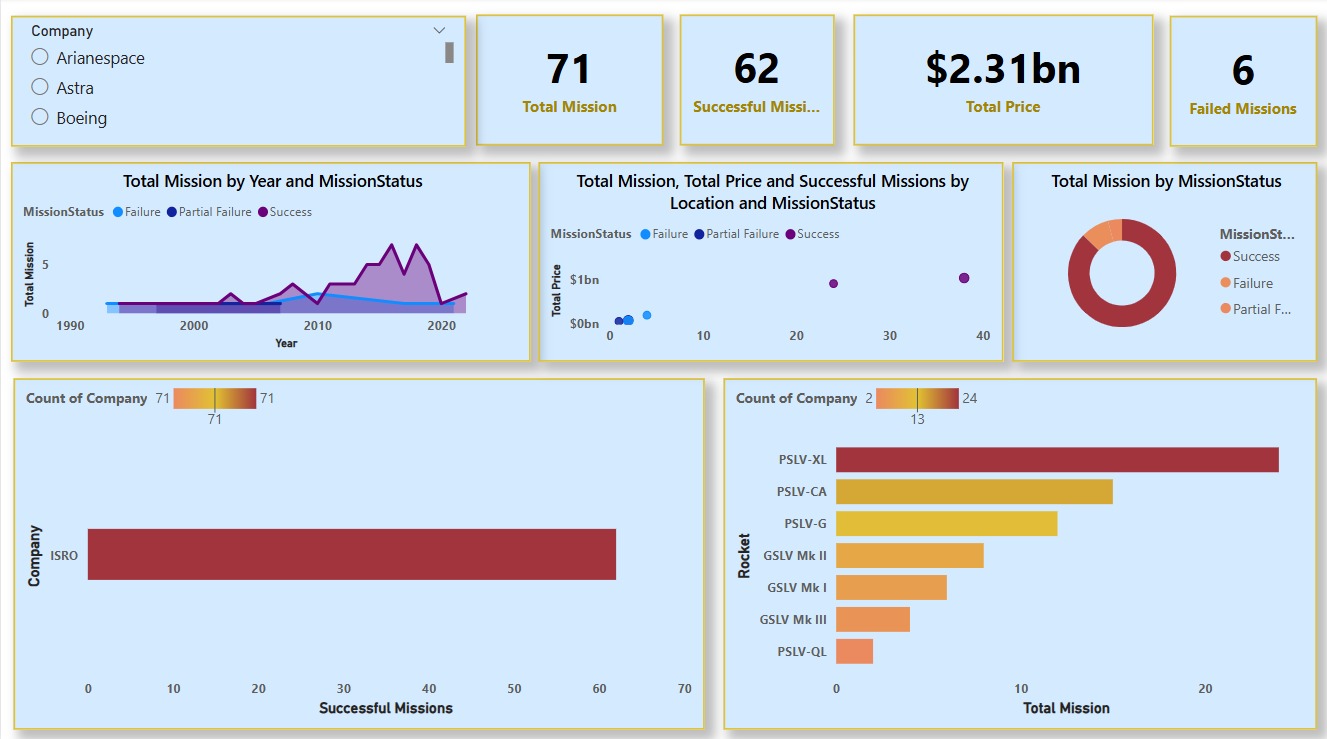 Company
Arianespace
Astra
Boeing
71
Total Mission
62
Successful Missi...
$2.31bn
Total Price
6
Failed Missions
Total Mission by Year and MissionStatus
MissionStatus Failure Partial Failure Success
Total Mission
5
0
1990 2000 2010 2020
Year
Total Mission, Total Price and Successful Missions by
Location and MissionStatus
MissionStatus Failure Partial Failure Success
Total Price
$1bn
$0bn
0 10 20 30 40
Total Mission by MissionStatus
MissionSt...
Success
Failure
Partial F...
Count of Company 71 71
71
Company
ISRO
0 10 20 30 40 50 60 70
Successful Missions
Count of Company 2 24
13
Rocket
PSLV-XL
PSLV-CA
PSLV-G
GSLV Mk II
GSLV Mk I
GSLV Mk III
PSLV-QL
0 10 20
Total Mission